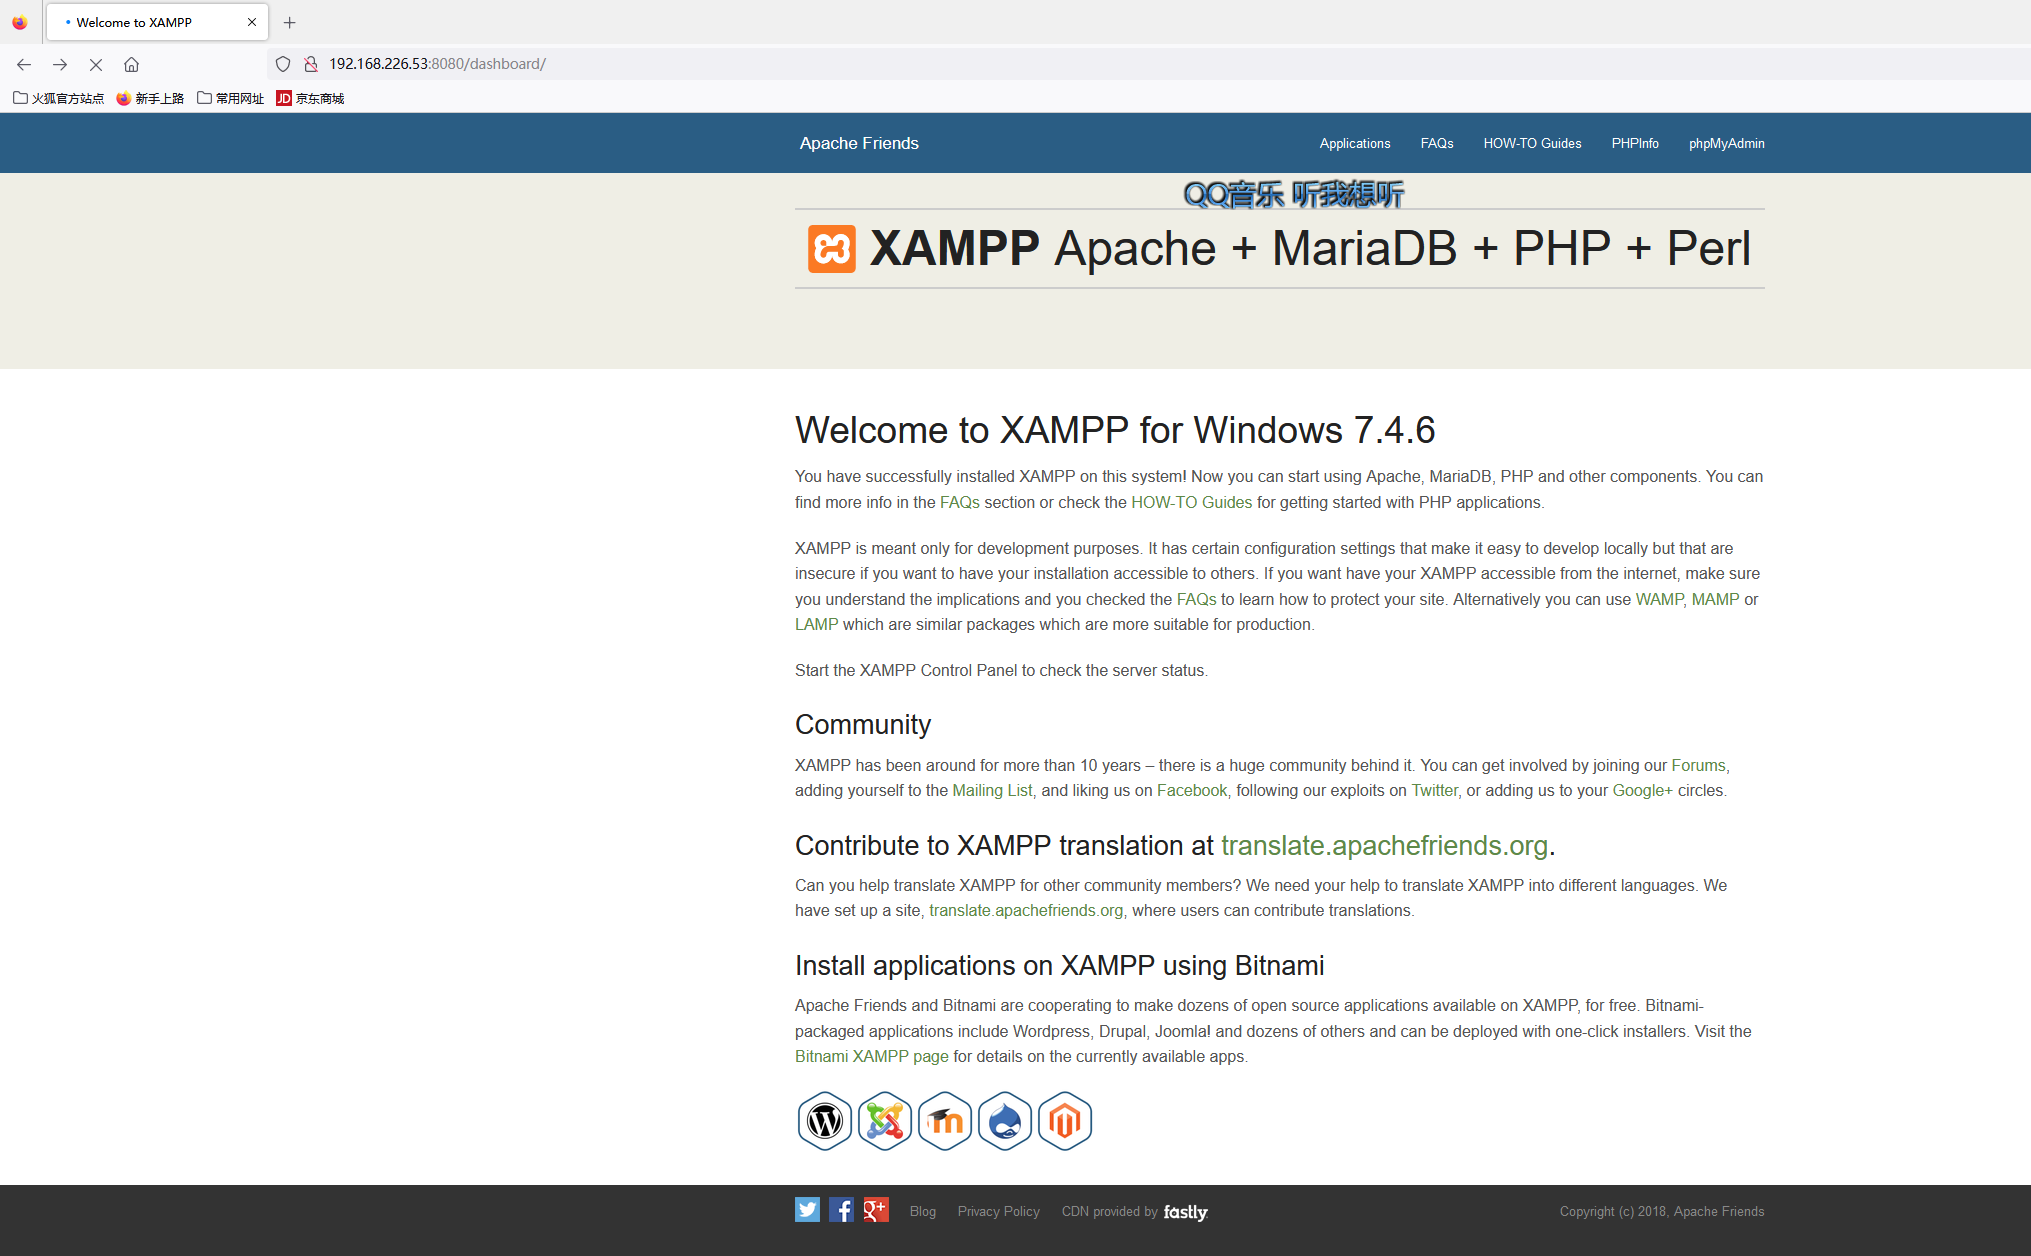 Welcome to XAMPP
192.168.226.53:8080/dashboard/
火狐官方站点 新手上路 常用网址 JD 京东商城
Apache Friends Applications FAQs HOW-TO Guides PHPInfo phpMyAdmin
QQ音乐 听我想听
XAMPP Apache + MariaDB + PHP + Perl
Welcome to XAMPP for Windows 7.4.6
You have successfully installed XAMPP on this system! Now you can start using Apache, MariaDB, PHP and other components. You can
find more info in the FAQs section or check the HOW-TO Guides for getting started with PHP applications.
XAMPP is meant only for development purposes. It has certain configuration settings that make it easy to develop locally but that are
insecure if you want to have your installation accessible to others. If you want have your XAMPP accessible from the internet, make sure
you understand the implications and you checked the FAQs to learn how to protect your site. Alternatively you can use WAMP, MAMP or
LAMP which are similar packages which are more suitable for production.
Start the XAMPP Control Panel to check the server status.
Community
XAMPP has been around for more than 10 years – there is a huge community behind it. You can get involved by joining our Forums,
adding yourself to the Mailing List, and liking us on Facebook, following our exploits on Twitter, or adding us to your Google+ circles.
Contribute to XAMPP translation at translate.apachefriends.org.
Can you help translate XAMPP for other community members? We need your help to translate XAMPP into different languages. We
have set up a site, translate.apachefriends.org, where users can contribute translations.
Install applications on XAMPP using Bitnami
Apache Friends and Bitnami are cooperating to make dozens of open source applications available on XAMPP, for free. Bitnami-
packaged applications include Wordpress, Drupal, Joomla! and dozens of others and can be deployed with one-click installers. Visit the
Bitnami XAMPP page for details on the currently available apps.
Blog Privacy Policy CDN provided by fastly Copyright (c) 2018, Apache Friends